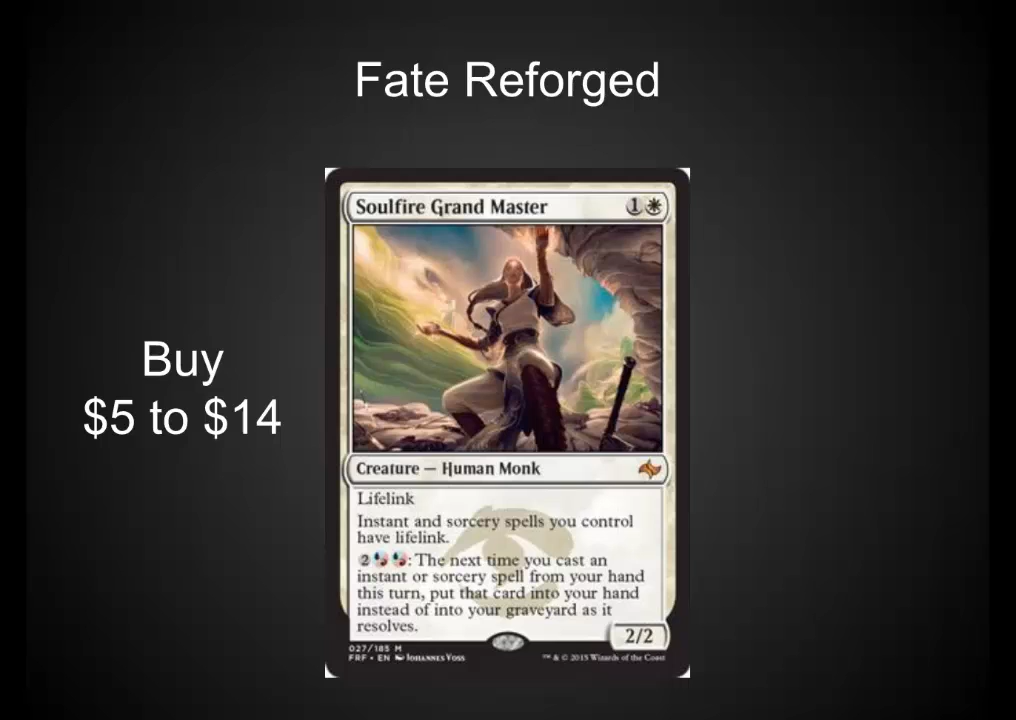 Fate Reforged
Buy
$5 to $14
Soulfire Grand Master 1
Creature — Human Monk
Lifelink
Instant and sorcery spells you control
have lifelink.
2 : The next time you cast an
instant or sorcery spell from your hand
this turn, put that card into your hand
instead of into your graveyard as it
resolves.
2/2
027/185 M
FRF • EN Johannes Voss
™ & © 2015 Wizards of the Coast